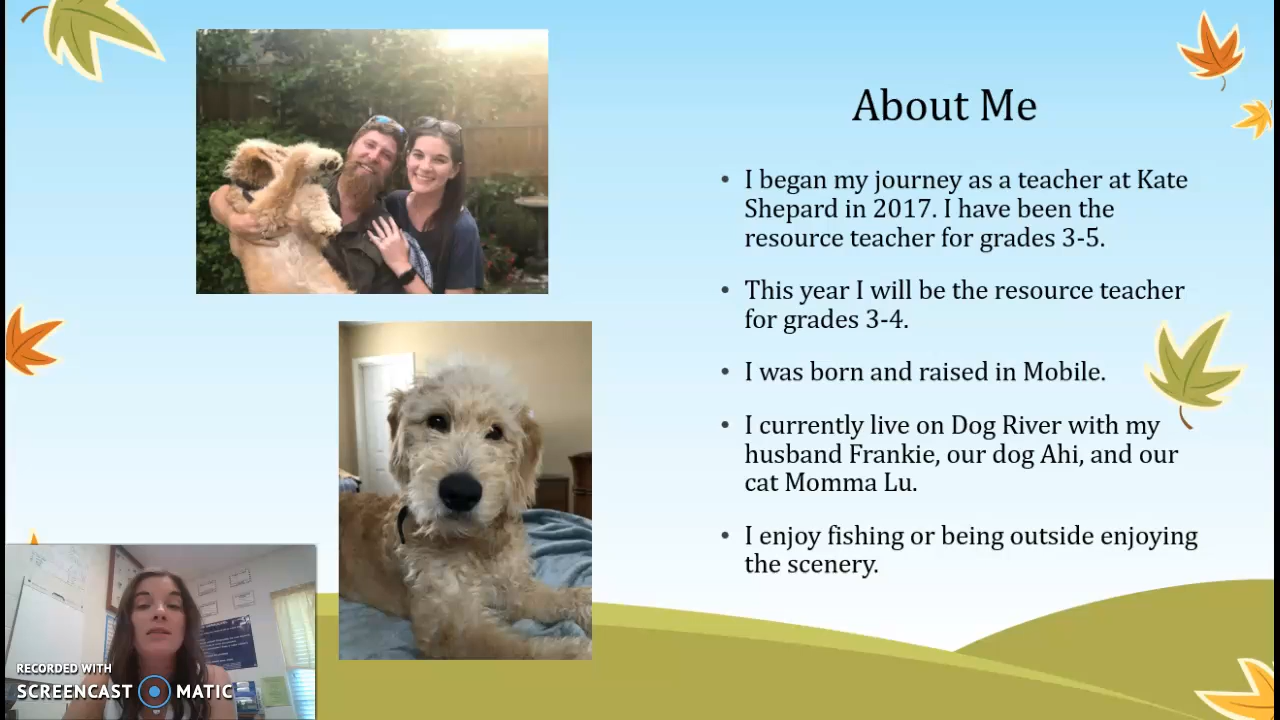 About Me
• I began my journey as a teacher at Kate
Shepard in 2017. I have been the
resource teacher for grades 3-5.
• This year I will be the resource teacher
for grades 3-4.
• I was born and raised in Mobile.
• I currently live on Dog River with my
husband Frankie, our dog Ahi, and our
cat Momma Lu.
• I enjoy fishing or being outside enjoying
the scenery.
RECORDED WITH
SCREENCAST MATIC